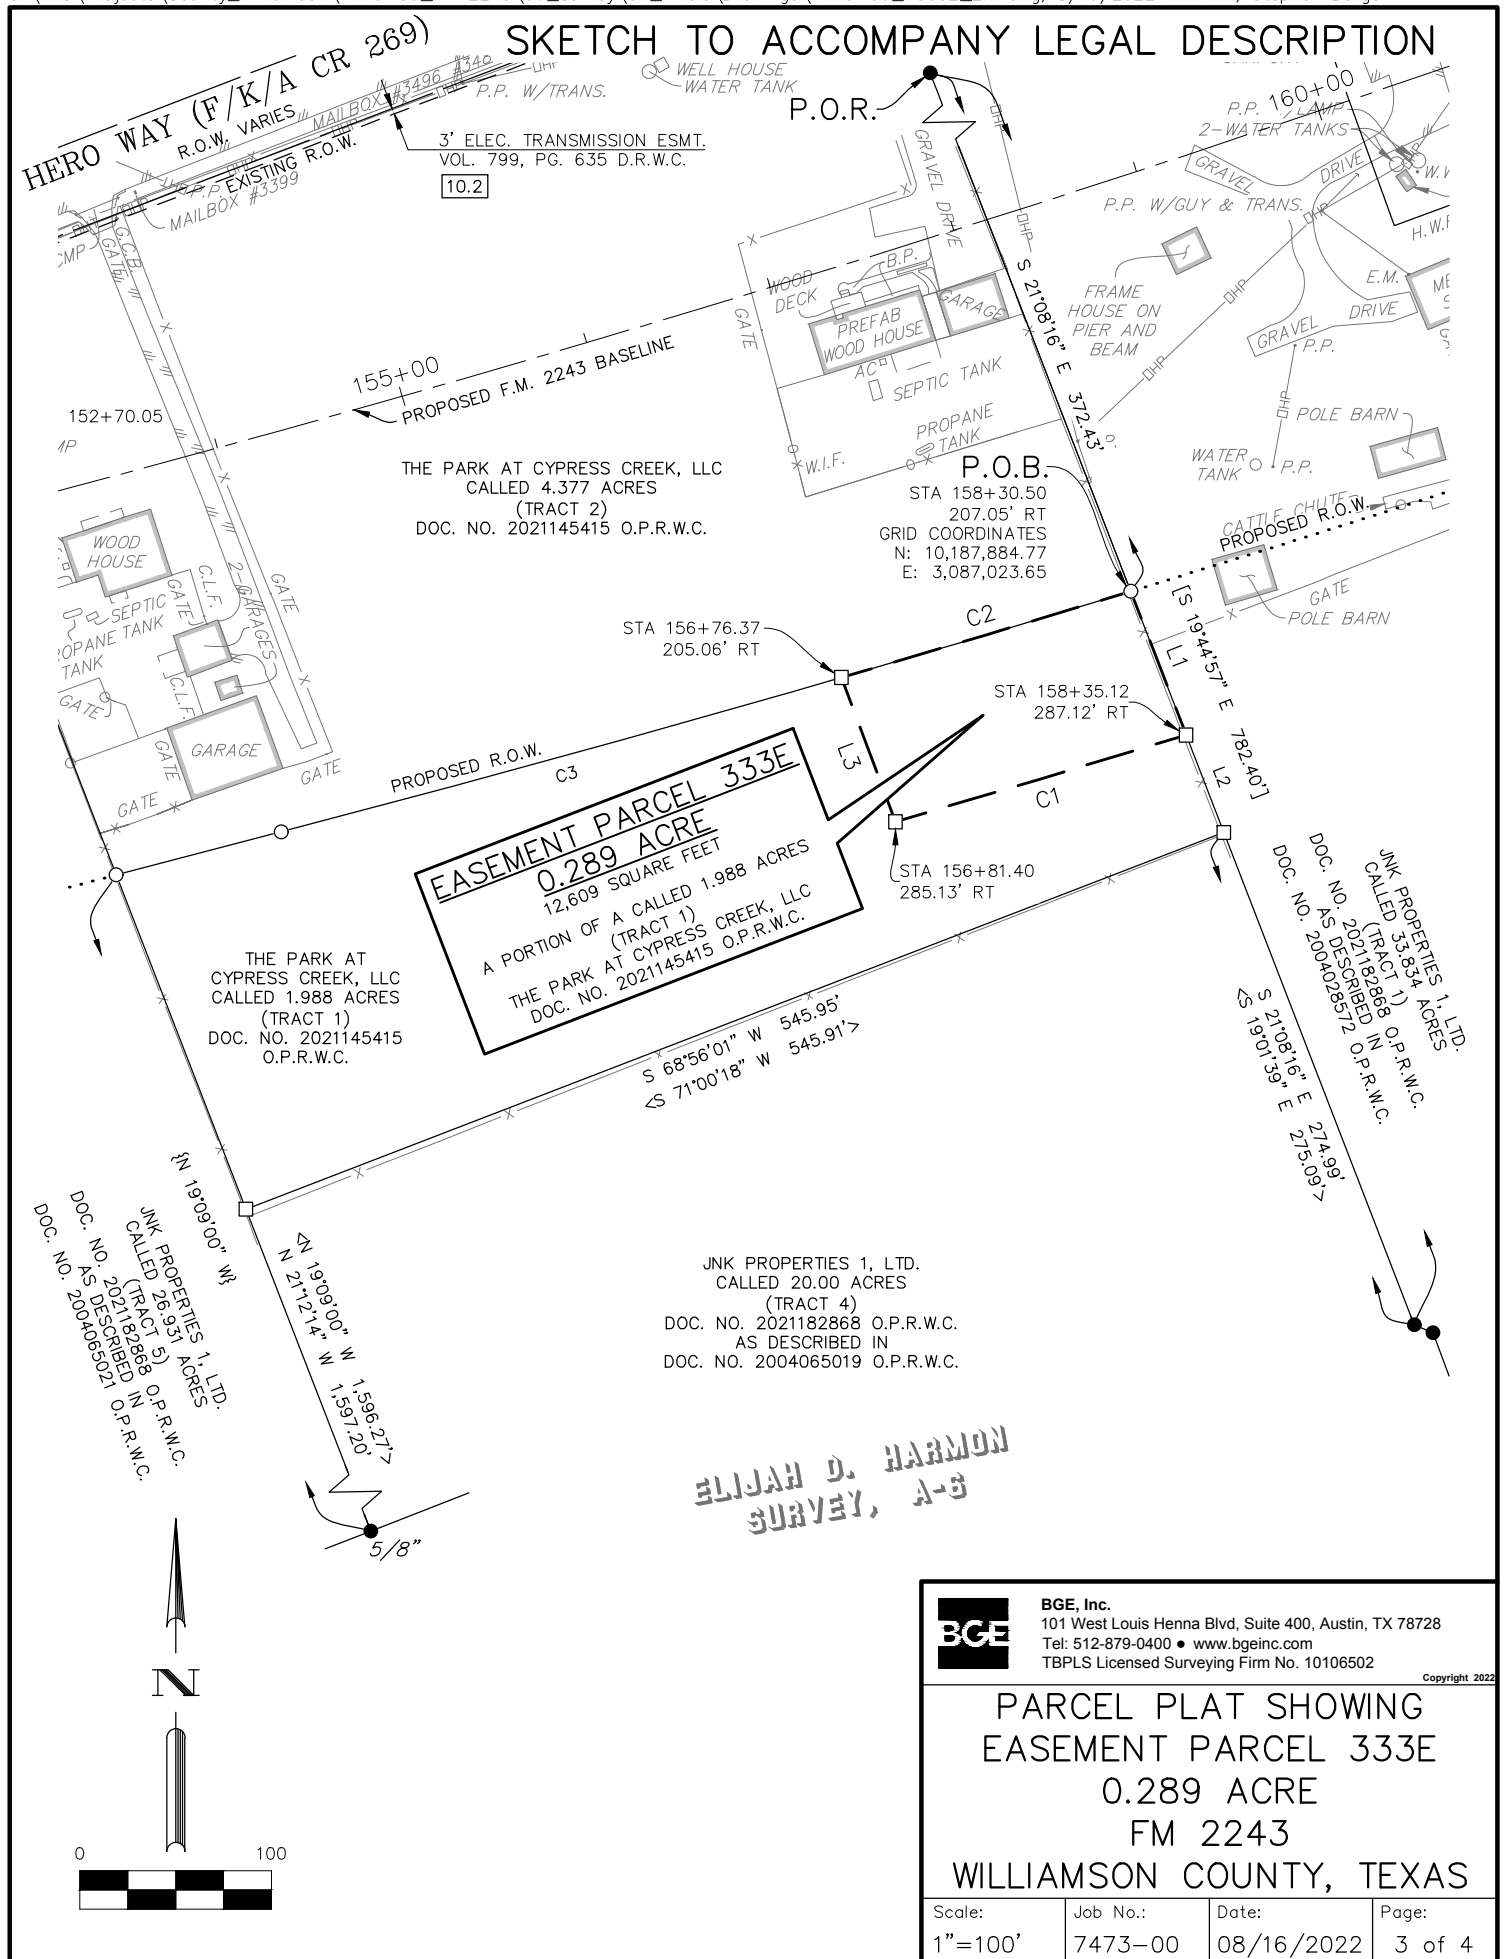 SKETCH TO ACCOMPANY LEGAL DESCRIPTION
HERO WAY (F/K/A CR 269)
R.O.W. VARIES
EXISTING R.O.W.
MAILBOX #3496
MAILBOX #3399
P.P.
G.C.B.
GATE
CMP
P.P. W/TRANS.
OHP
WELL HOUSE
WATER TANK
3' ELEC. TRANSMISSION ESMT.
VOL. 799, PG. 635 D.R.W.C.
10.2
P.O.R.
GRAVEL DRIVE
OHP
OHP
160+00
P.P. /LAMP
2-WATER TANKS
GRAVEL
DRIVE
P.P. W/GUY & TRANS.
OHP
OHP
OHP
OHP
FRAME
HOUSE ON
PIER AND
BEAM
E.M.
DRIVE
GRAVEL
P.P.
POLE BARN
WATER
TANK
P.P.
CATTLE CHUTE
PROPOSED R.O.W.
GATE
POLE BARN
WOOD
DECK
B.P.
GARAGE
PREFAB
WOOD HOUSE
AC
SEPTIC TANK
PROPANE
TANK
W.I.F.
GATE
S 21°08'16" E 372.43'
155+00
PROPOSED F.M. 2243 BASELINE
152+70.05
THE PARK AT CYPRESS CREEK, LLC
CALLED 4.377 ACRES
(TRACT 2)
DOC. NO. 2021145415 O.P.R.W.C.
P.O.B.
STA 158+30.50
207.05' RT
GRID COORDINATES
N: 10,187,884.77
E: 3,087,023.65
WOOD
HOUSE
SEPTIC
TANK
GATE
C.L.F.
2-GARAGES
GATE
C.L.F.
GATE
GARAGE
GATE
GATE
GATE
STA 156+76.37
205.06' RT
C2
L1
[S 19°44'57" E 782.40']
STA 158+35.12
287.12' RT
L2
L3
C1
PROPOSED R.O.W.
C3
EASEMENT PARCEL 333E
0.289 ACRE
12,609 SQUARE FEET
A PORTION OF A CALLED 1.988 ACRES
(TRACT 1)
THE PARK AT CYPRESS CREEK, LLC
DOC. NO. 2021145415 O.P.R.W.C.
STA 156+81.40
285.13' RT
THE PARK AT
CYPRESS CREEK, LLC
CALLED 1.988 ACRES
(TRACT 1)
DOC. NO. 2021145415
O.P.R.W.C.
S 68°56'01" W 545.95'
<S 71°00'18" W 545.91'>
JNK PROPERTIES 1, LTD.
CALLED 33.834 ACRES
(TRACT 1)
DOC. NO. 2021182868 O.P.R.W.C.
AS DESCRIBED IN
DOC. NO. 2004028572 O.P.R.W.C.
S 21°08'16" E 274.99'
<S 19°01'39" E 275.09'>
{N 19°09'00" W}
JNK PROPERTIES 1, LTD.
CALLED 26.931 ACRES
(TRACT 5)
DOC. NO. 2021182868 O.P.R.W.C.
AS DESCRIBED IN
DOC. NO. 2004065021 O.P.R.W.C.
<N 19°09'00" W 1,596.27'>
N 21°12'14" W 1,597.20'
5/8"
JNK PROPERTIES 1, LTD.
CALLED 20.00 ACRES
(TRACT 4)
DOC. NO. 2021182868 O.P.R.W.C.
AS DESCRIBED IN
DOC. NO. 2004065019 O.P.R.W.C.
ELIJAH D. HARMON
SURVEY, A-6
N
0 100
BGE
BGE, Inc.
101 West Louis Henna Blvd, Suite 400, Austin, TX 78728
Tel: 512-879-0400 ● www.bgeinc.com
TBPLS Licensed Surveying Firm No. 10106502
Copyright 2022
PARCEL PLAT SHOWING
EASEMENT PARCEL 333E
0.289 ACRE
FM 2243
WILLIAMSON COUNTY, TEXAS
Scale: Job No.: Date: Page:
1"=100' 7473-00 08/16/2022 3 of 4